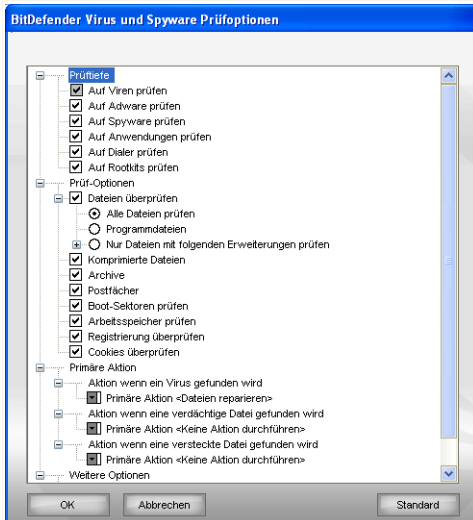 BitDefender Virus und Spyware Prüfoptionen
Prüftiefe
Auf Viren prüfen
Auf Adware prüfen
Auf Spyware prüfen
Auf Anwendungen prüfen
Auf Dialer prüfen
Auf Rootkits prüfen
Prüf-Optionen
Dateien überprüfen
Alle Dateien prüfen
Programmdateien
Nur Dateien mit folgenden Erweiterungen prüfen
Komprimierte Dateien
Archive
Postfächer
Boot-Sektoren prüfen
Arbeitsspeicher prüfen
Registrierung überprüfen
Cookies überprüfen
Primäre Aktion
Aktion wenn ein Virus gefunden wird
Primäre Aktion <Dateien reparieren>
Aktion wenn eine verdächtige Datei gefunden wird
Primäre Aktion <Keine Aktion durchführen>
Aktion wenn eine versteckte Datei gefunden wird
Primäre Aktion <Keine Aktion durchführen>
Weitere Optionen
OK Abbrechen Standard